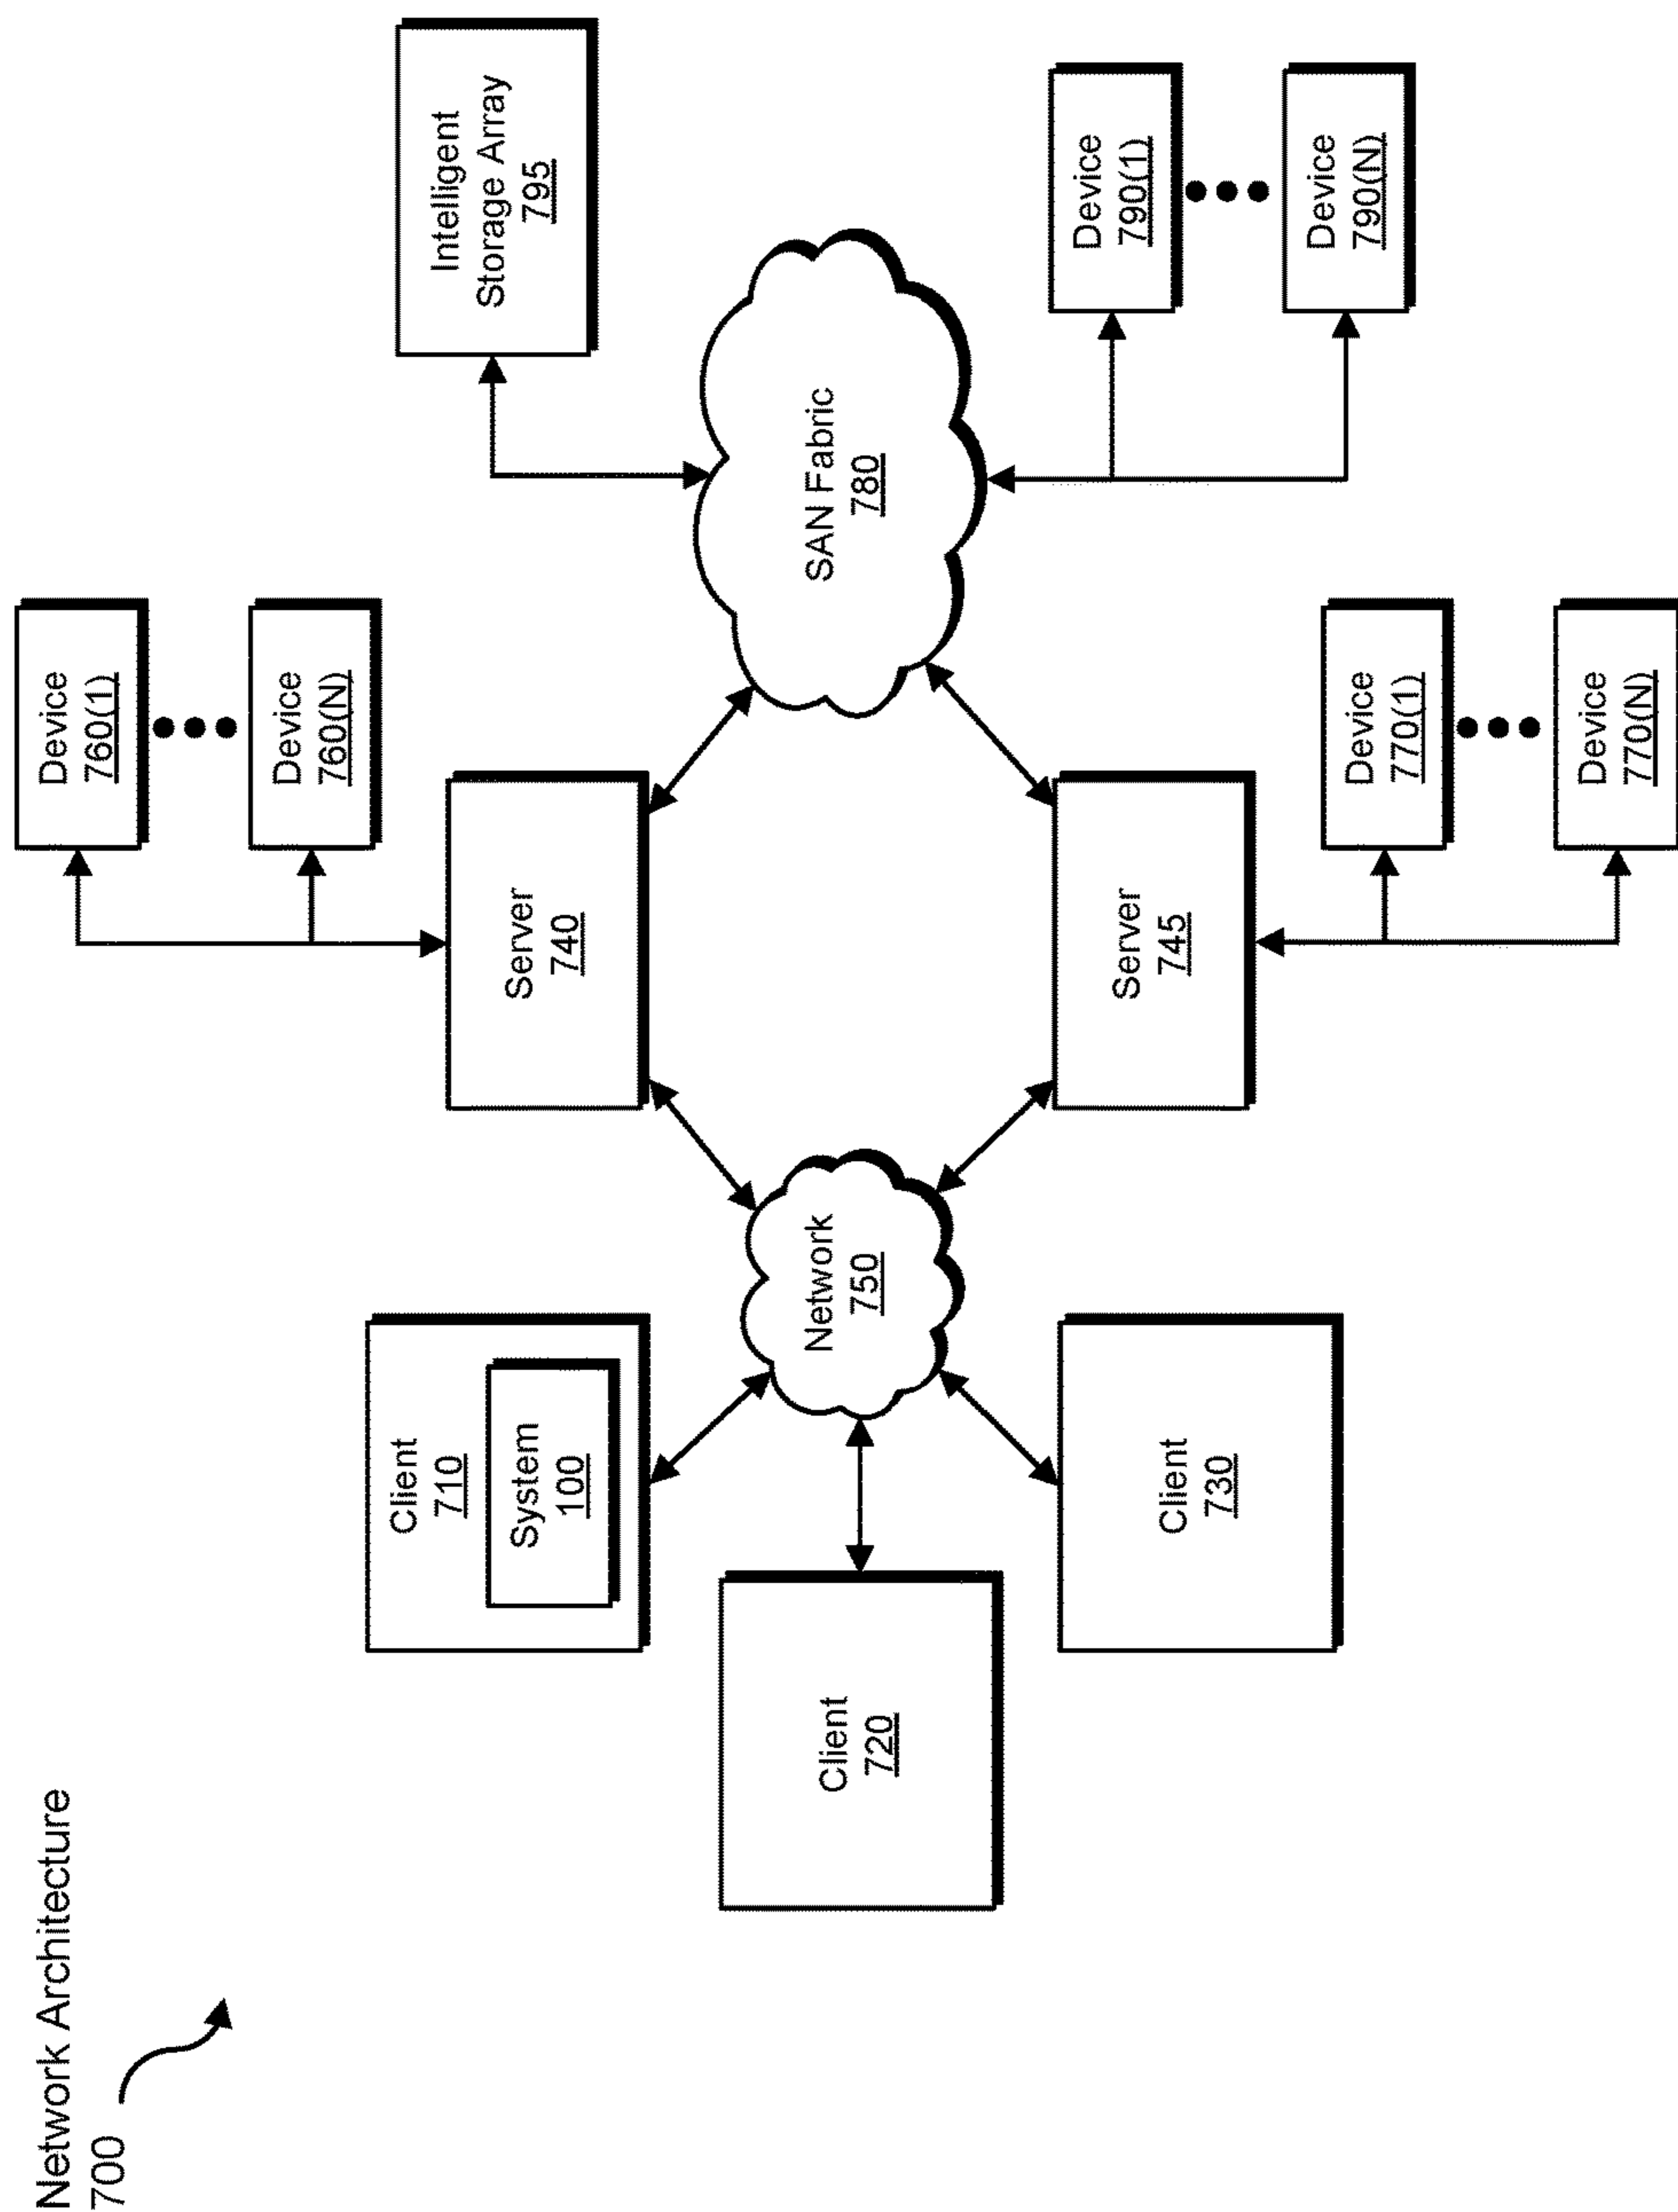 Network Architecture
700
Client
710
System
100
Client
720
Client
730
Network
750
Server
740
Server
745
Device
760(1)
Device
760(N)
Device
770(1)
Device
770(N)
SAN Fabric
780
Intelligent
Storage Array
795
Device
790(1)
Device
790(N)